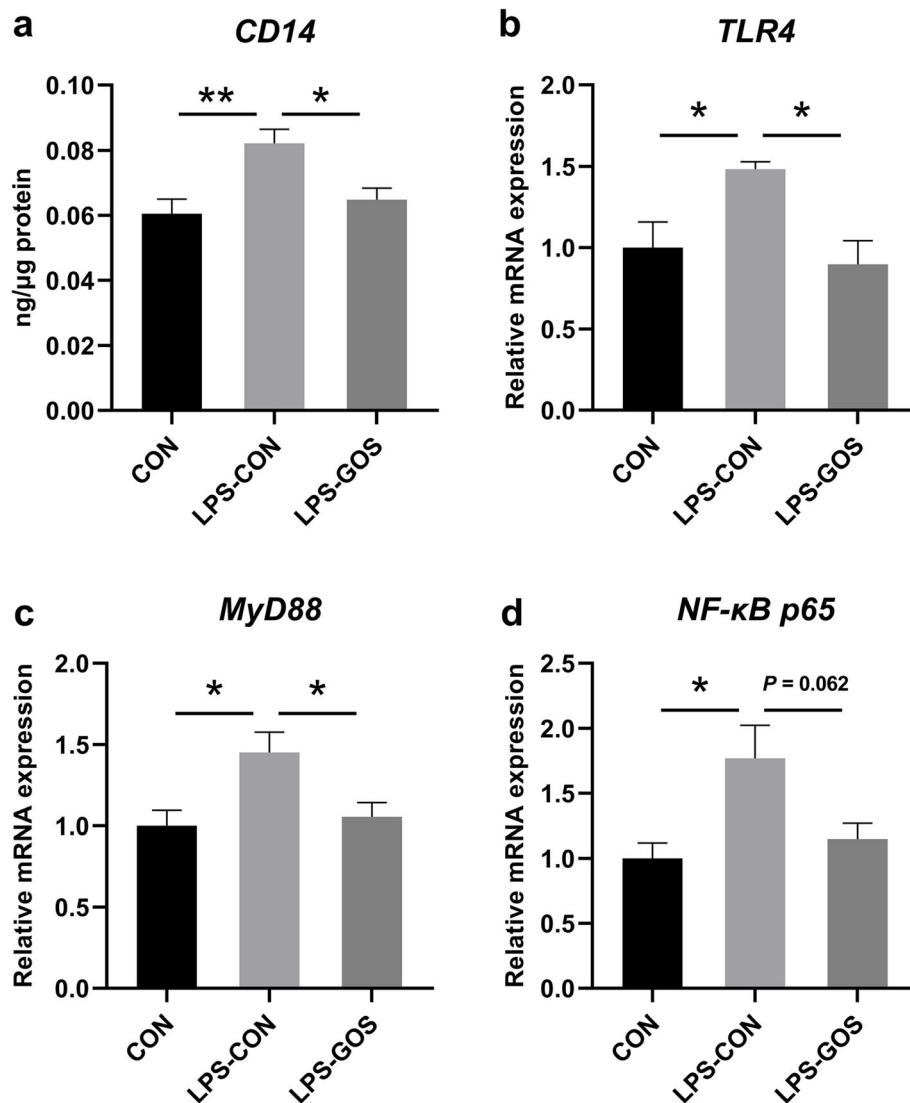 a
CD14
ng/μg protein
0.10
0.08
0.06
0.04
0.02
0.00
**
*
CON
LPS-CON
LPS-GOS
b
TLR4
Relative mRNA expression
2.0
1.5
1.0
0.5
0.0
*
*
CON
LPS-CON
LPS-GOS
c
MyD88
Relative mRNA expression
2.0
1.5
1.0
0.5
0.0
*
*
CON
LPS-CON
LPS-GOS
d
NF-κB p65
Relative mRNA expression
2.5
2.0
1.5
1.0
0.5
0.0
*
P = 0.062
CON
LPS-CON
LPS-GOS